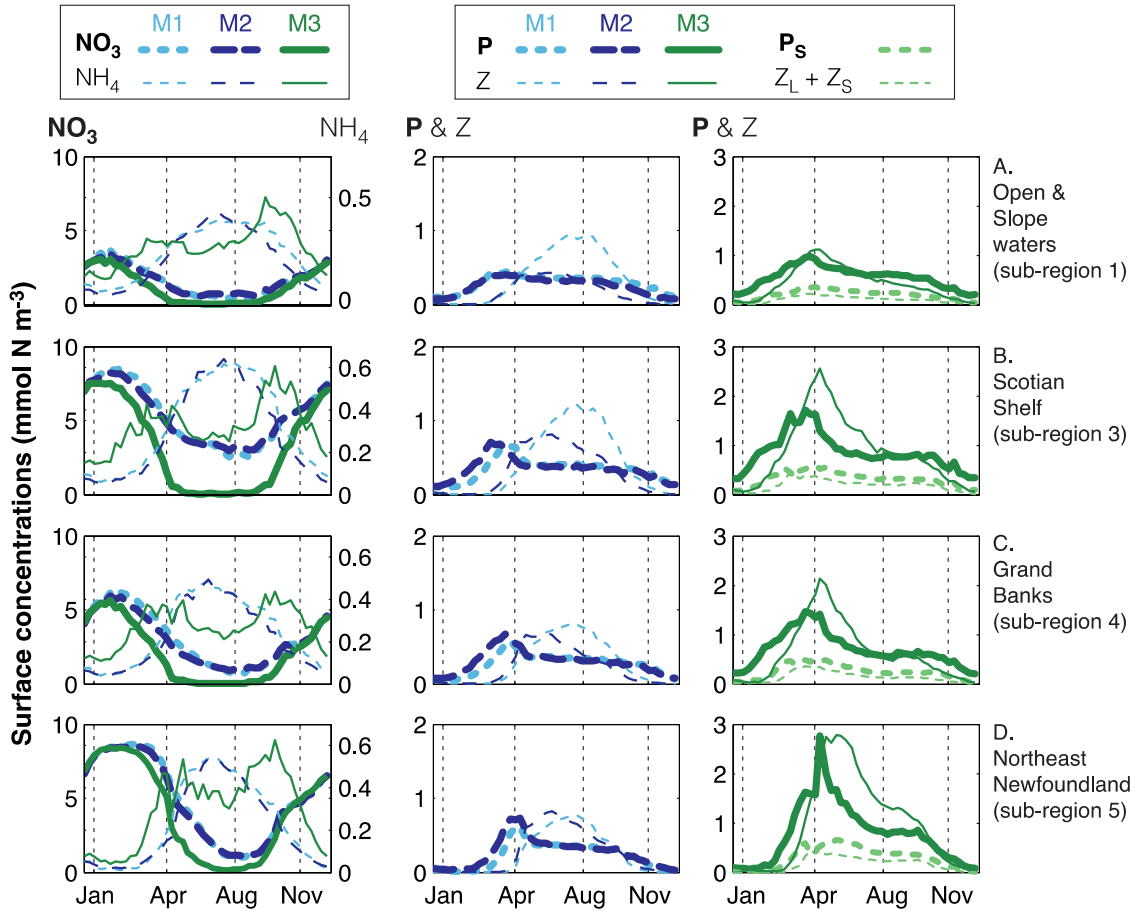 M1 M2 M3
NO3
NH4
M1 M2 M3
P PS
Z ZL + ZS
NO3 NH4 P & Z P & Z
Surface concentrations (mmol N m-3)
10 5 0
0.5 0
2 1 0
3 2 1 0
A.
Open &
Slope
waters
(sub-region 1)
10 5 0
0.6 0.4 0.2 0
2 1 0
3 2 1 0
B.
Scotian
Shelf
(sub-region 3)
10 5 0
0.6 0.4 0.2 0
2 1 0
3 2 1 0
C.
Grand
Banks
(sub-region 4)
10 5 0
0.6 0.4 0.2 0
2 1 0
3 2 1 0
D.
Northeast
Newfoundland
(sub-region 5)
Jan Apr Aug Nov Jan Apr Aug Nov Jan Apr Aug Nov